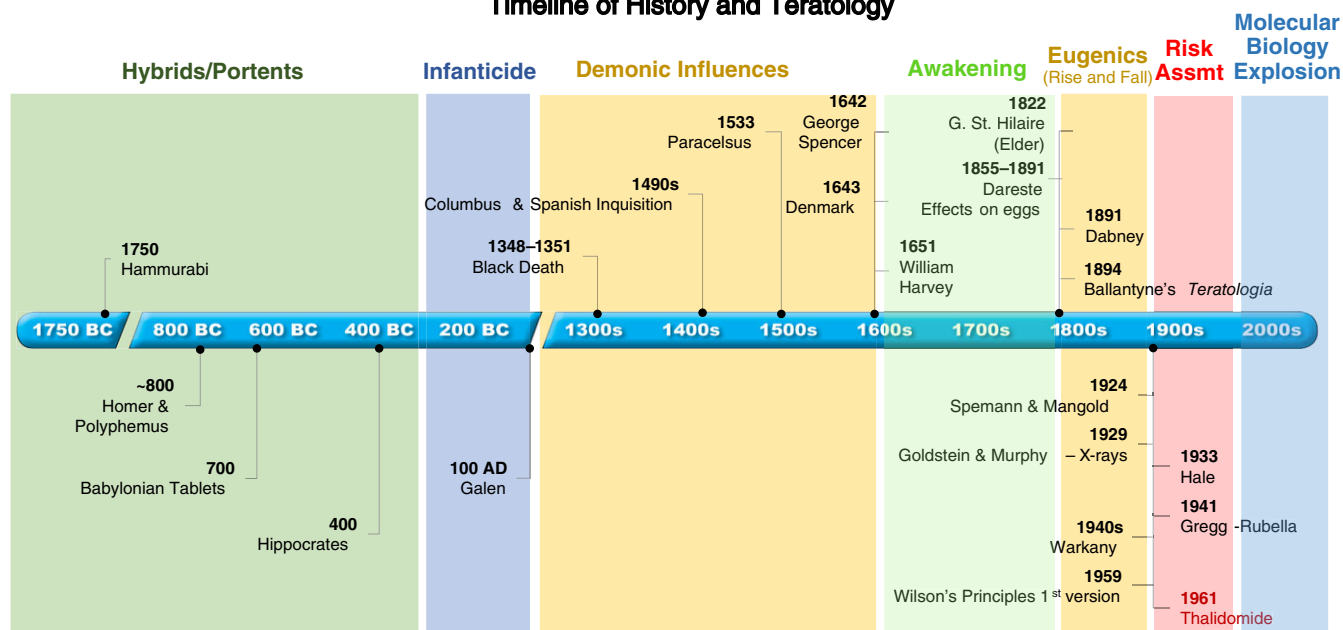 Timeline of History and Teratology
Hybrids/Portents
Infanticide
Demonic Influences
Awakening
Eugenics
(Rise and Fall)
Risk
Assmt
Molecular
Biology
Explosion
1642
George
Spencer
1533
Paracelsus
1822
G. St. Hilaire
(Elder)
1855–1891
Dareste
Effects on eggs
1490s
Columbus & Spanish Inquisition
1643
Denmark
1891
Dabney
1750
Hammurabi
1348–1351
Black Death
1651
William
Harvey
1894
Ballantyne's Teratologia
1750 BC
800 BC
600 BC
400 BC
200 BC
1300s
1400s
1500s
1600s
1700s
1800s
1900s
2000s
~800
Homer &
Polyphemus
700
Babylonian Tablets
400
Hippocrates
100 AD
Galen
1924
Spemann & Mangold
1929
Goldstein & Murphy – X-rays
1933
Hale
1941
Gregg -Rubella
1940s
Warkany
1959
Wilson's Principles 1st version
1961
Thalidomide